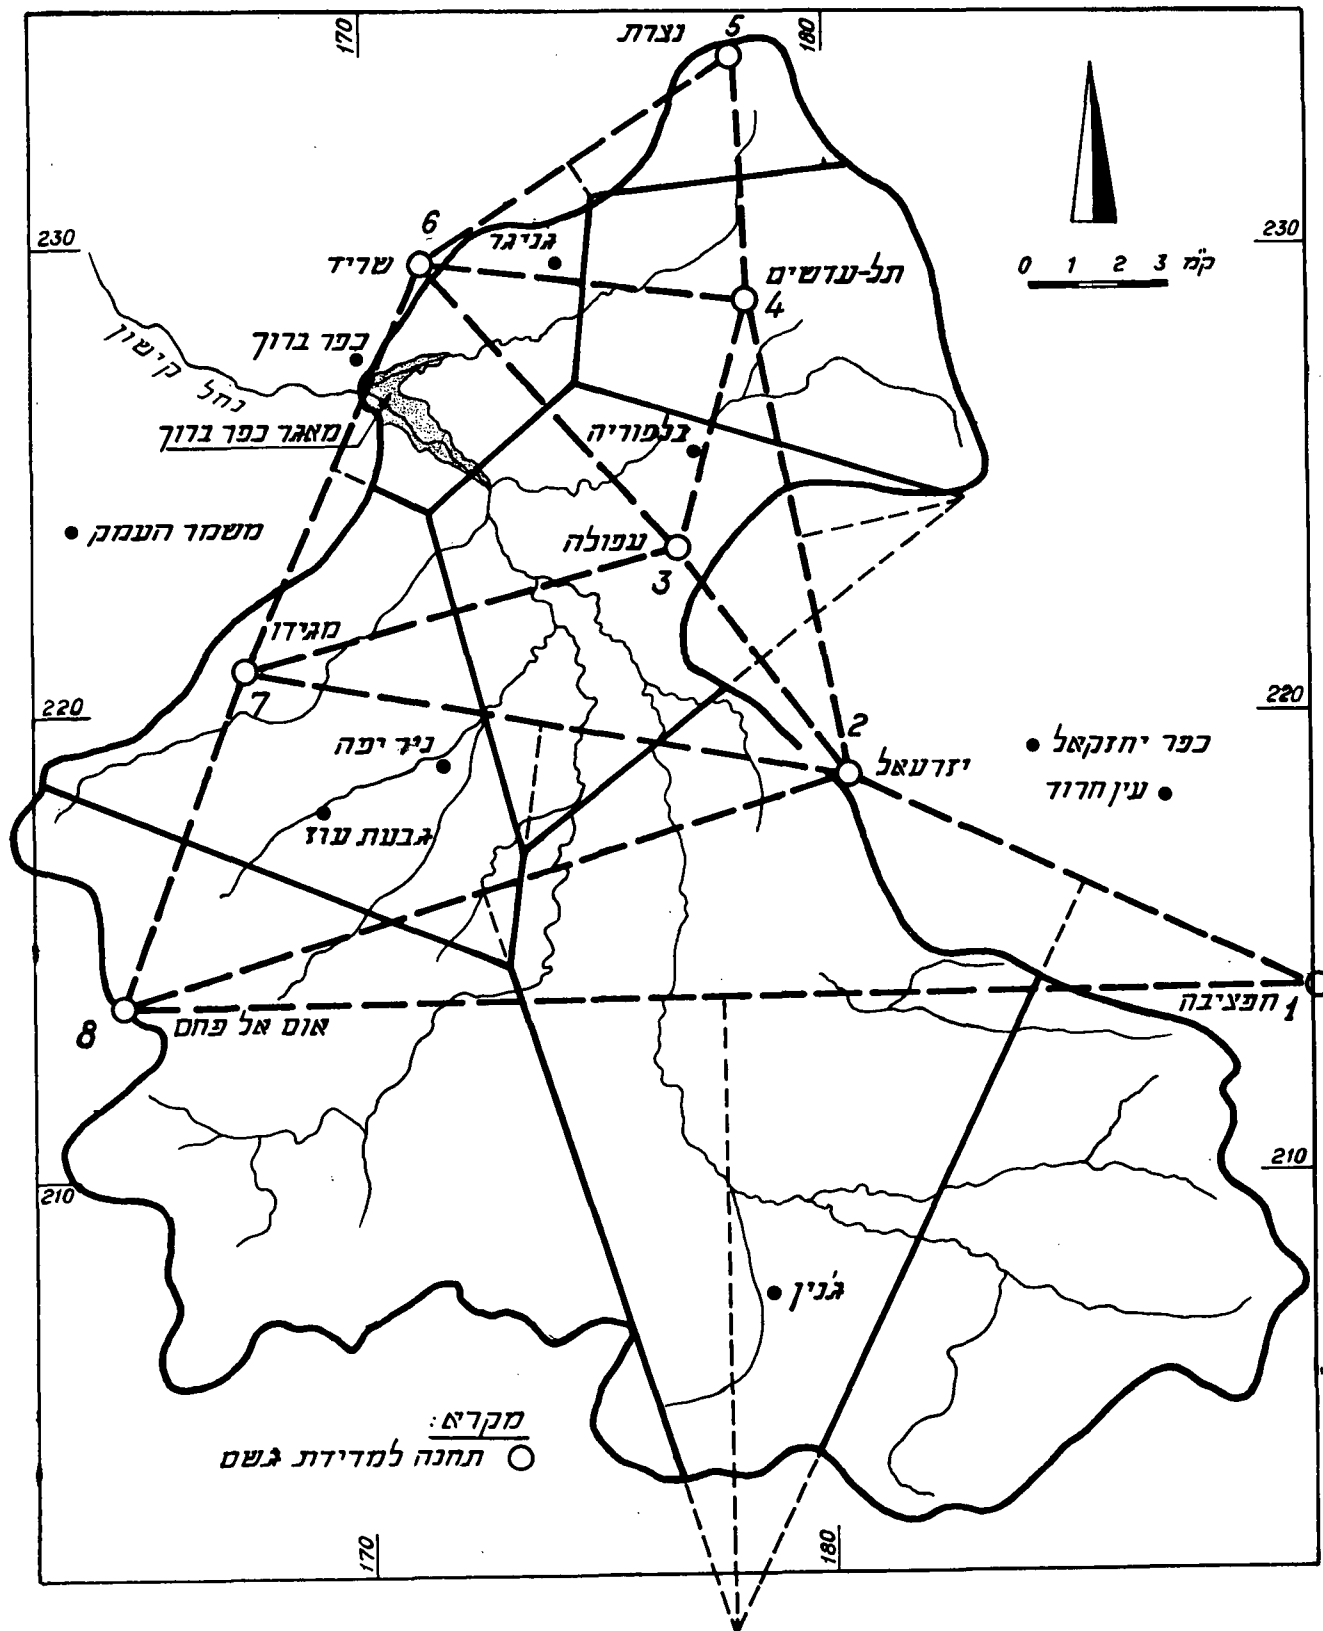 170
180
5
נצרת
0 1 2 3 ק"מ
230
230
6
שריד
גניגר
תל-עדשים
4
כפר ברוך
נחל קישון
מאגר כפר ברוך
בלפוריה
משמר העמק
עפולה
3
מגידו
7
220
220
2
יזרעאל
כפר יחזקאל
עין חרוד
ניר יפה
גבעת עוז
חפציבה
1
אום אל פחם
8
210
210
ג'נין
מקרא:
תחנה למדידת גשם
170
180